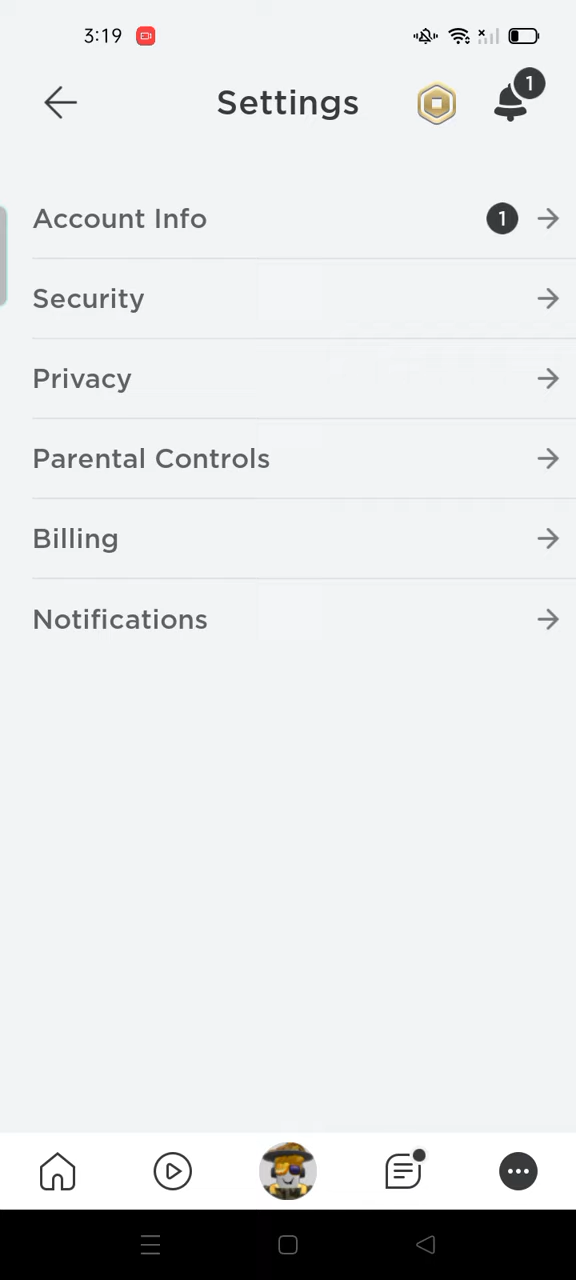 3:19
Settings
1
Account Info
1
Security
Privacy
Parental Controls
Billing
Notifications